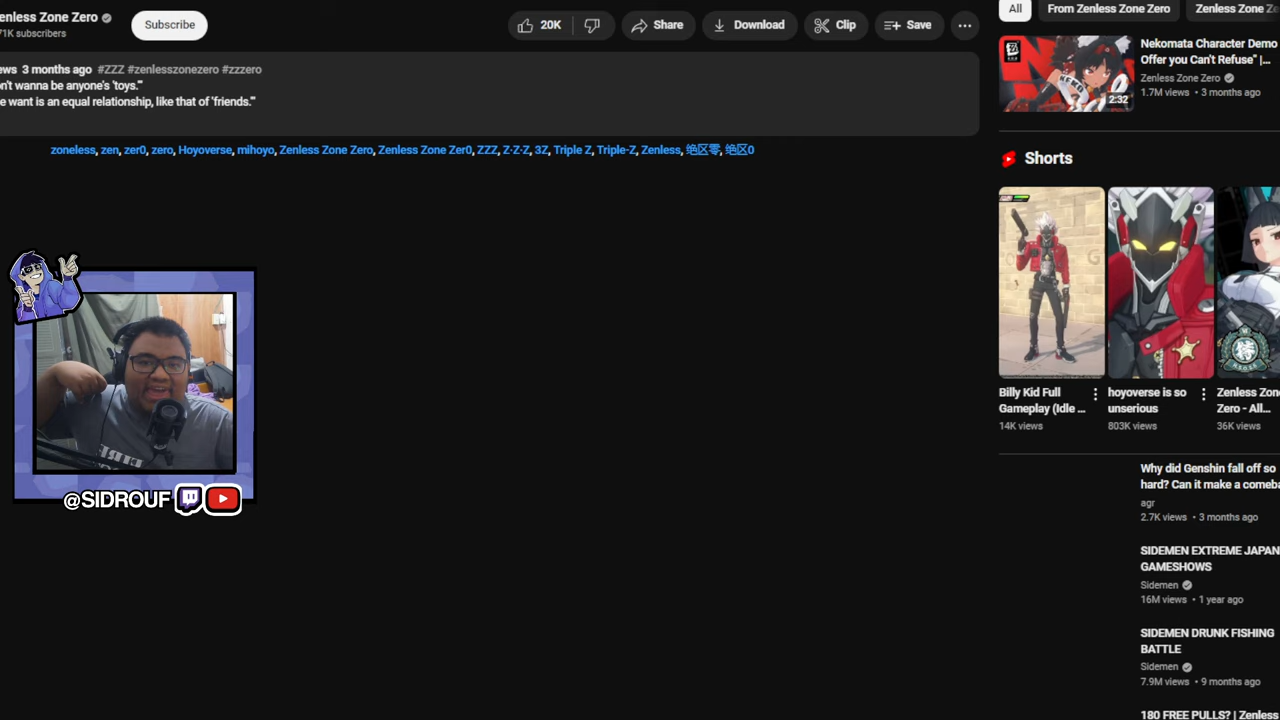 enless Zone Zero
71K subscribers
Subscribe
20K
Share
Download
Clip
Save
ews 3 months ago #ZZZ #zenlesszonezero #zzzero
on't wanna be anyone's 'toys."'
e want is an equal relationship, like that of 'friends."'
zoneless, zen, zer0, zero, Hoyoverse, mihoyo, Zenless Zone Zero, Zenless Zone Zer0, ZZZ, Z·Z·Z, 3Z, Triple Z, Triple-Z, Zenless, 绝区零, 绝区0
@SIDROUF
All
From Zenless Zone Zero
Zenless Zone Z
Nekomata Character Demo
Offer you Can't Refuse" |...
Zenless Zone Zero
1.7M views • 3 months ago
2:32
Shorts
Billy Kid Full
Gameplay (Idle ...
14K views
hoyoverse is so
unserious
803K views
Zenless Zon
Zero - All...
36K views
Why did Genshin fall off so
hard? Can it make a comeba
agr
2.7K views • 3 months ago
SIDEMEN EXTREME JAPAN
GAMESHOWS
Sidemen
16M views • 1 year ago
SIDEMEN DRUNK FISHING
BATTLE
Sidemen
7.9M views • 9 months ago
180 FREE PULLS? | Zenless